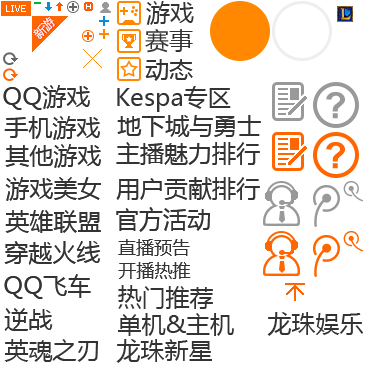 LIVE
新游
游戏
赛事
动态
QQ游戏
Kespa专区
手机游戏
地下城与勇士
其他游戏
主播魅力排行
游戏美女
用户贡献排行
英雄联盟
官方活动
穿越火线
直播预告
开播热推
QQ飞车
热门推荐
逆战
单机&主机
龙珠娱乐
英魂之刃
龙珠新星